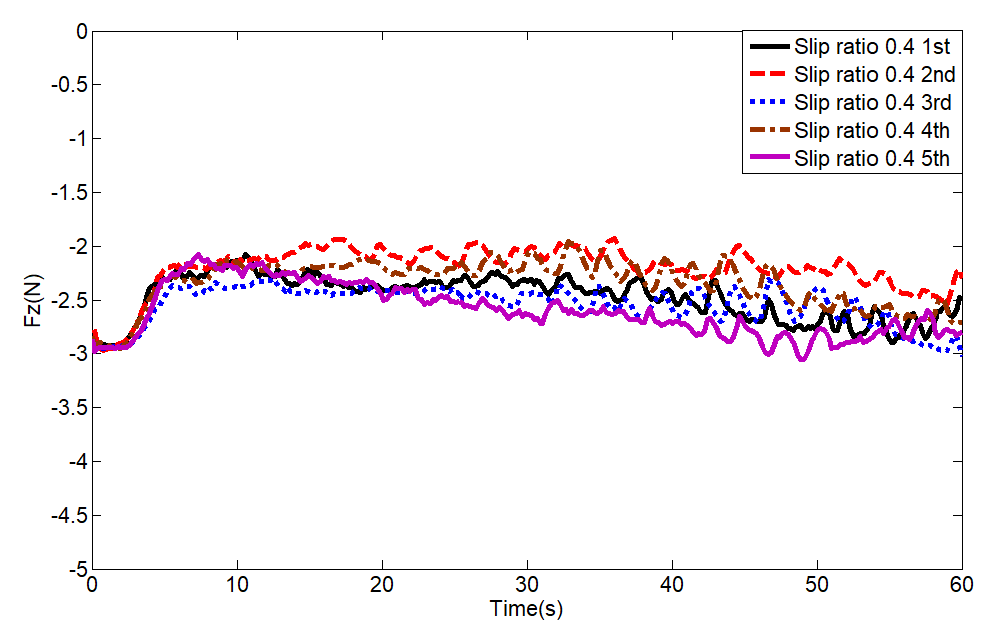 0
-0.5
-1
-1.5
-2
-2.5
-3
-3.5
-4
-4.5
-5
Fz(N)
0 10 20 30 40 50 60
Time(s)
Slip ratio 0.4 1st
Slip ratio 0.4 2nd
Slip ratio 0.4 3rd
Slip ratio 0.4 4th
Slip ratio 0.4 5th